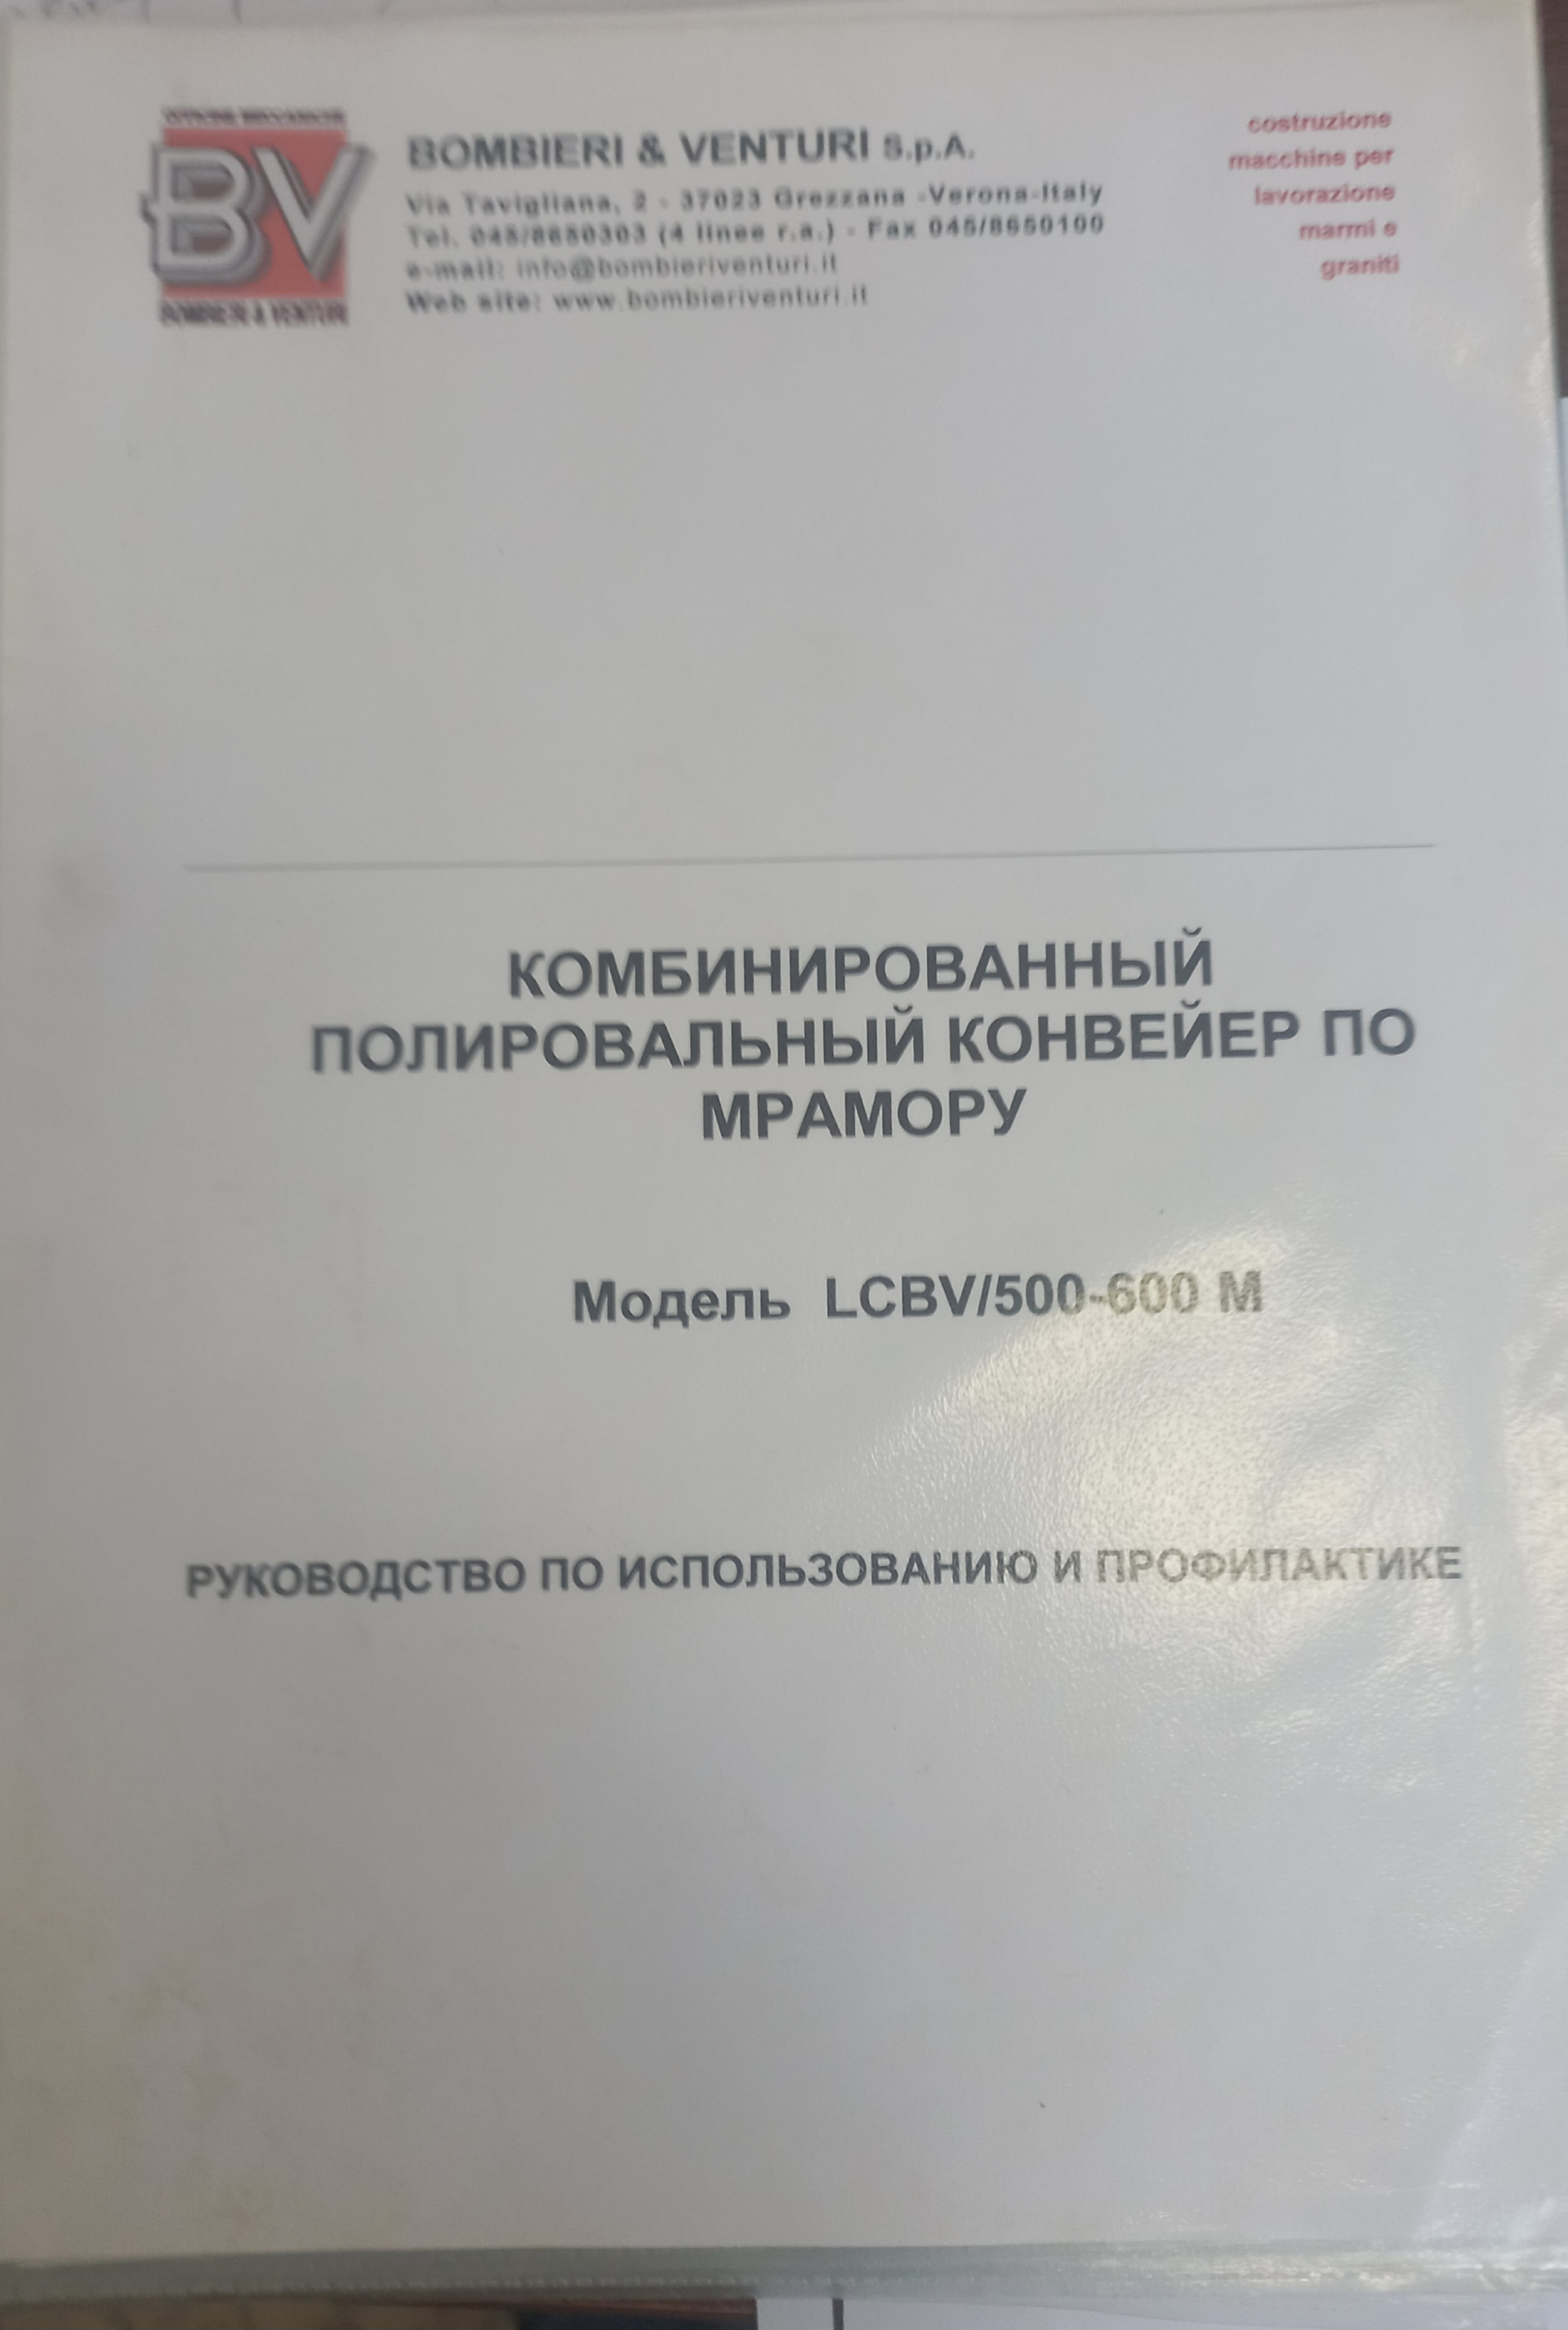 OFFICINE MECCANICHE
BV
BOMBIERI & VENTURI
BOMBIERI & VENTURI S.p.A.
Via Tavigliana, 2 - 37023 Grezzana -Verona-Italy
Tel. 045/8650303 (4 linee r.a.) - Fax 045/8650100
e-mail: info@bombieriventuri.it
Web site: www.bombieriventuri.it
costruzione
macchine per
lavorazione
marmi e
graniti
КОМБИНИРОВАННЫЙ
ПОЛИРОВАЛЬНЫЙ КОНВЕЙЕР ПО
МРАМОРУ
Модель LCBV/500-600 M
РУКОВОДСТВО ПО ИСПОЛЬЗОВАНИЮ И ПРОФИЛАКТИКЕ